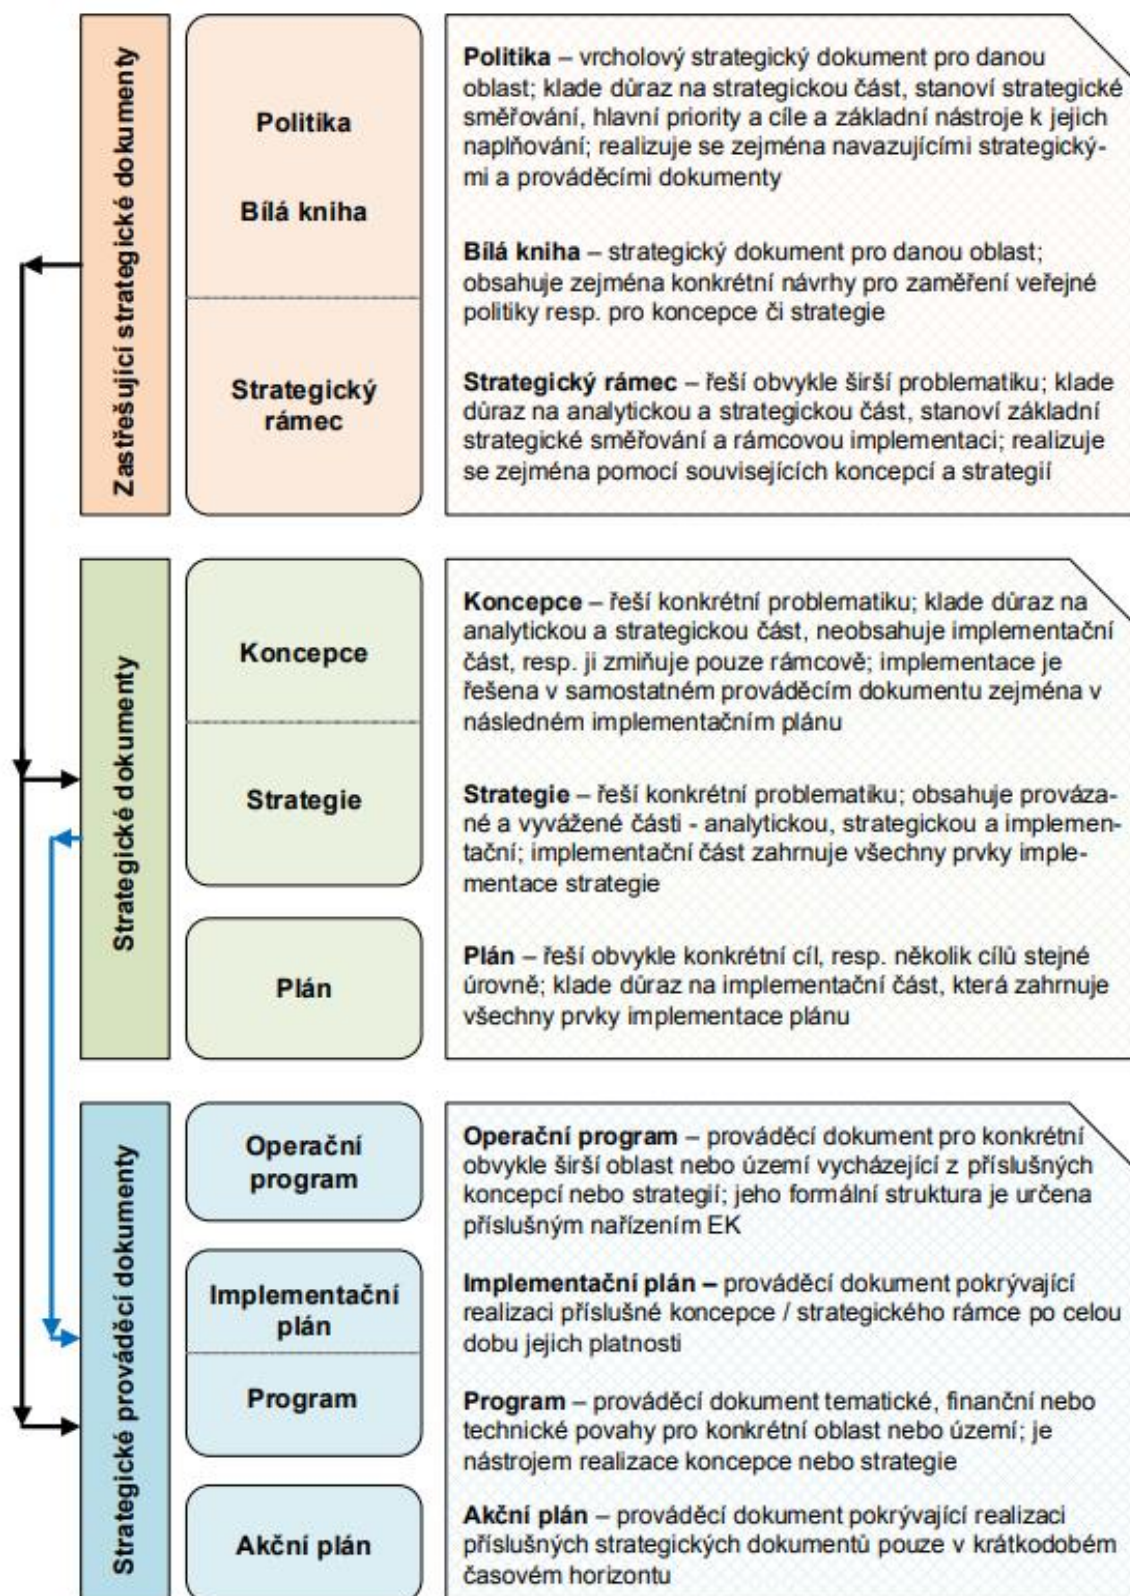 Zastřešující strategické dokumenty
Politika
Bílá kniha
Strategický
rámec
Politika – vrcholový strategický dokument pro danou
oblast; klade důraz na strategickou část, stanoví strategické
směřování, hlavní priority a cíle a základní nástroje k jejich
naplňování; realizuje se zejména navazujícími strategický-
mi a prováděcími dokumenty
Bílá kniha – strategický dokument pro danou oblast;
obsahuje zejména konkrétní návrhy pro zaměření veřejné
politiky resp. pro koncepce či strategie
Strategický rámec – řeší obvykle širší problematiku; klade
důraz na analytickou a strategickou část, stanoví základní
strategické směřování a rámcovou implementaci; realizuje
se zejména pomocí souvisejících koncepcí a strategií
Strategické dokumenty
Koncepce
Strategie
Plán
Koncepce – řeší konkrétní problematiku; klade důraz na
analytickou a strategickou část, neobsahuje implementační
část, resp. ji zmiňuje pouze rámcově; implementace je
řešena v samostatném prováděcím dokumentu zejména v
následném implementačním plánu
Strategie – řeší konkrétní problematiku; obsahuje prováza-
né a vyvážené části - analytickou, strategickou a implemen-
tační; implementační část zahrnuje všechny prvky imple-
mentace strategie
Plán – řeší obvykle konkrétní cíl, resp. několik cílů stejné
úrovně; klade důraz na implementační část, která zahrnuje
všechny prvky implementace plánu
Strategické prováděcí dokumenty
Operační
program
Implementační
plán
Program
Akční plán
Operační program – prováděcí dokument pro konkrétní
obvykle širší oblast nebo území vycházející z příslušných
koncepcí nebo strategií; jeho formální struktura je určena
příslušným nařízením EK
Implementační plán – prováděcí dokument pokrývající
realizaci příslušné koncepce / strategického rámce po celou
dobu jejich platnosti
Program – prováděcí dokument tematické, finanční nebo
technické povahy pro konkrétní oblast nebo území; je
nástrojem realizace koncepce nebo strategie
Akční plán – prováděcí dokument pokrývající realizaci
příslušných strategických dokumentů pouze v krátkodobém
časovém horizontu